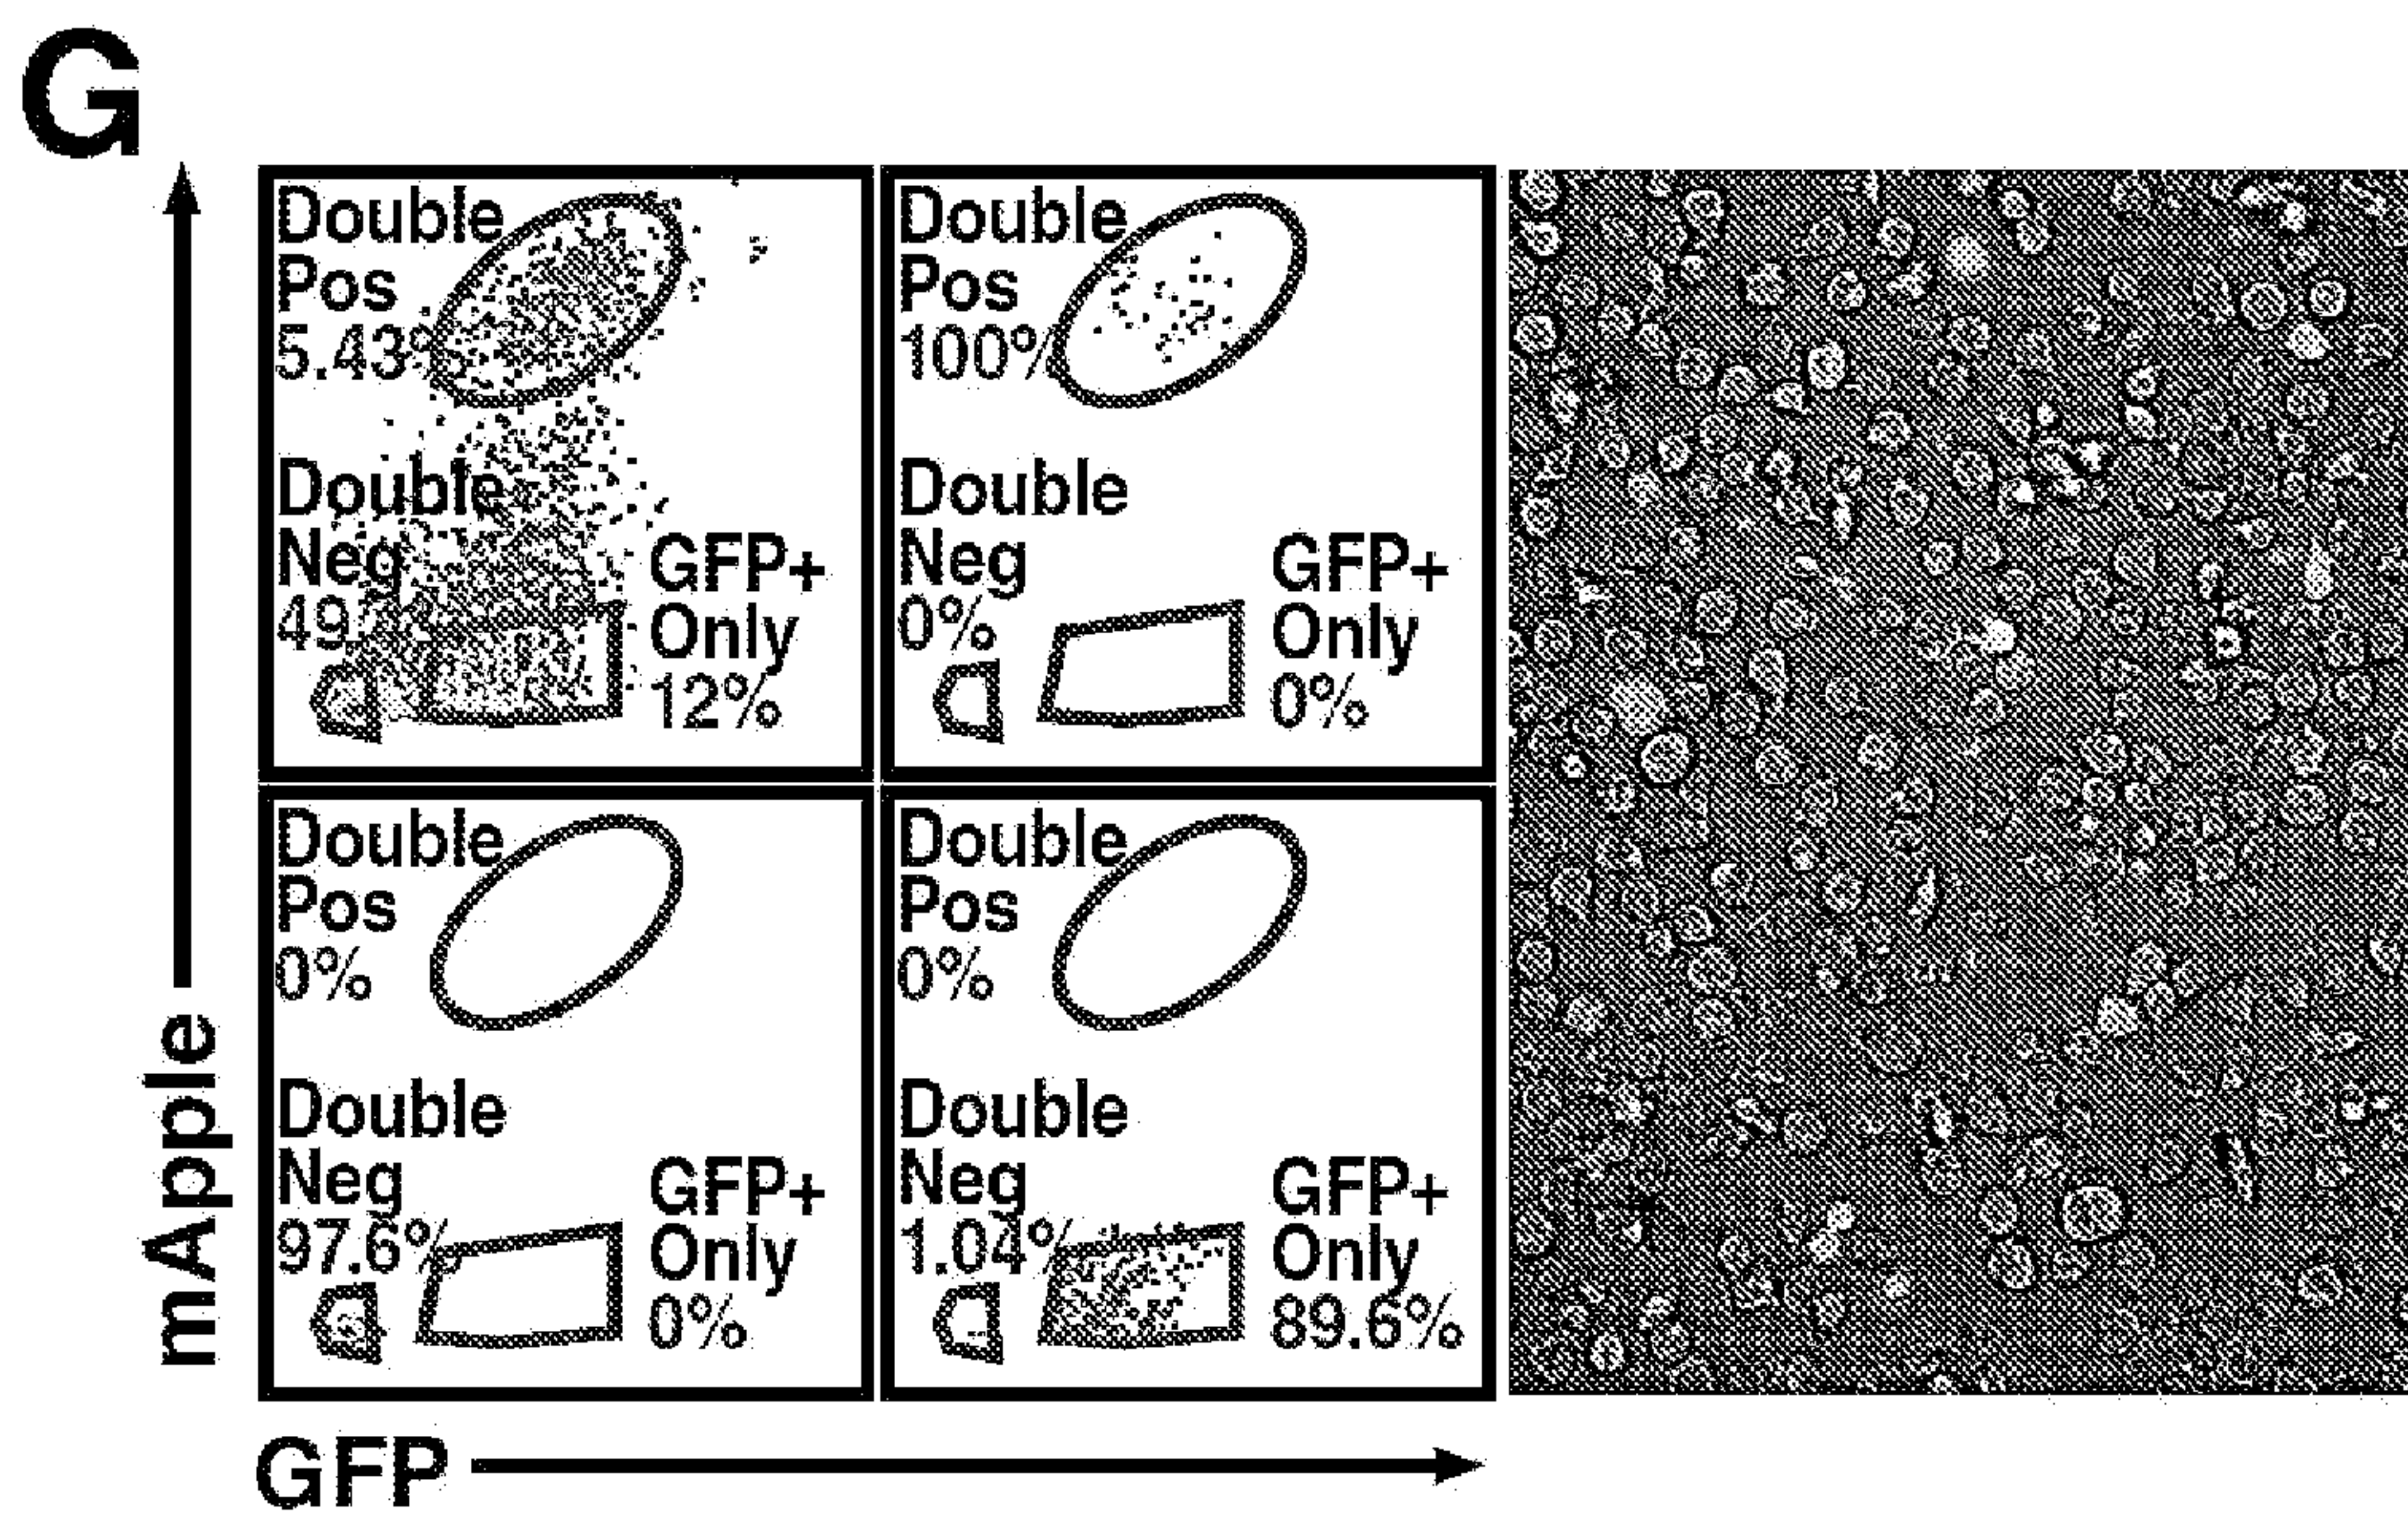 G
Double
Pos
5.43%
Double
Neg
49
GFP+
Only
12%
Double
Pos
100%
Double
Neg
0%
GFP+
Only
0%
Double
Pos
0%
Double
Neg
97.6%
GFP+
Only
0%
Double
Pos
0%
Double
Neg
1.04%
GFP+
Only
89.6%
mApple
GFP